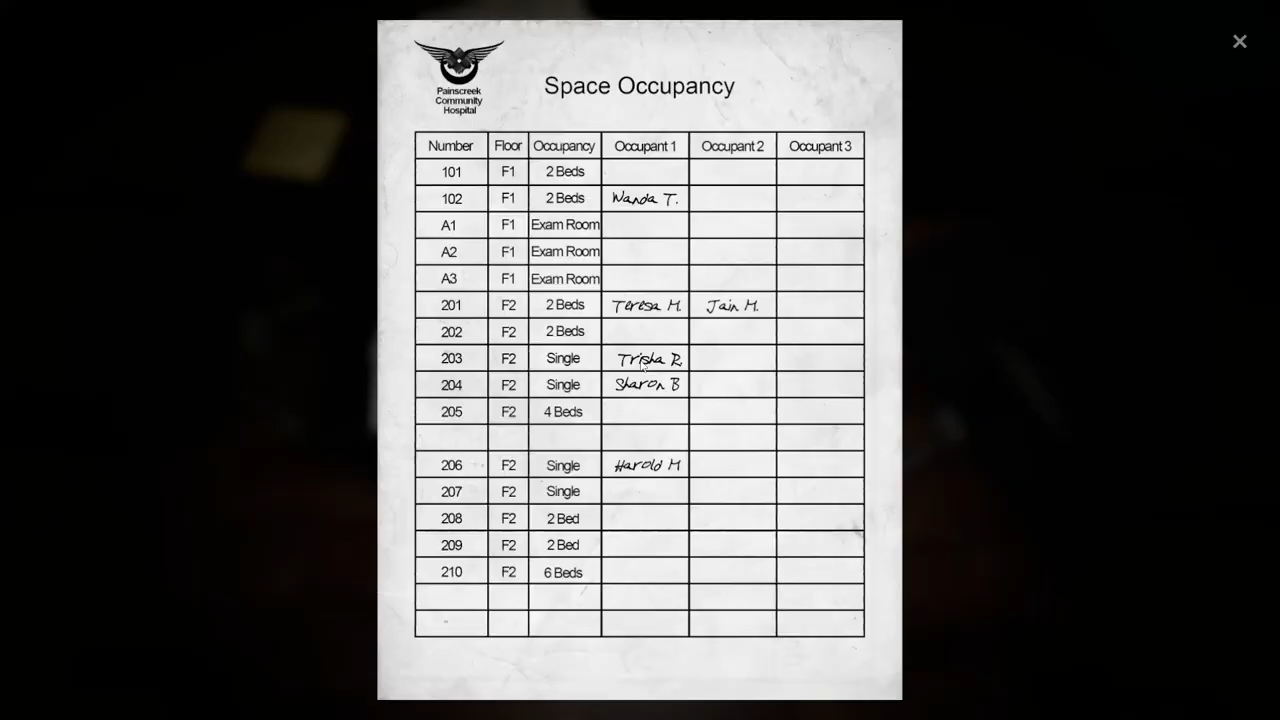 Painscreek
Community
Hospital
Space Occupancy
Number Floor Occupancy Occupant 1 Occupant 2 Occupant 3
101 F1 2 Beds
102 F1 2 Beds Wanda T.
A1 F1 Exam Room
A2 F1 Exam Room
A3 F1 Exam Room
201 F2 2 Beds Teresa M. Jain M.
202 F2 2 Beds
203 F2 Single Trisha R.
204 F2 Single Sharon B
205 F2 4 Beds
206 F2 Single Harold M
207 F2 Single
208 F2 2 Bed
209 F2 2 Bed
210 F2 6 Beds